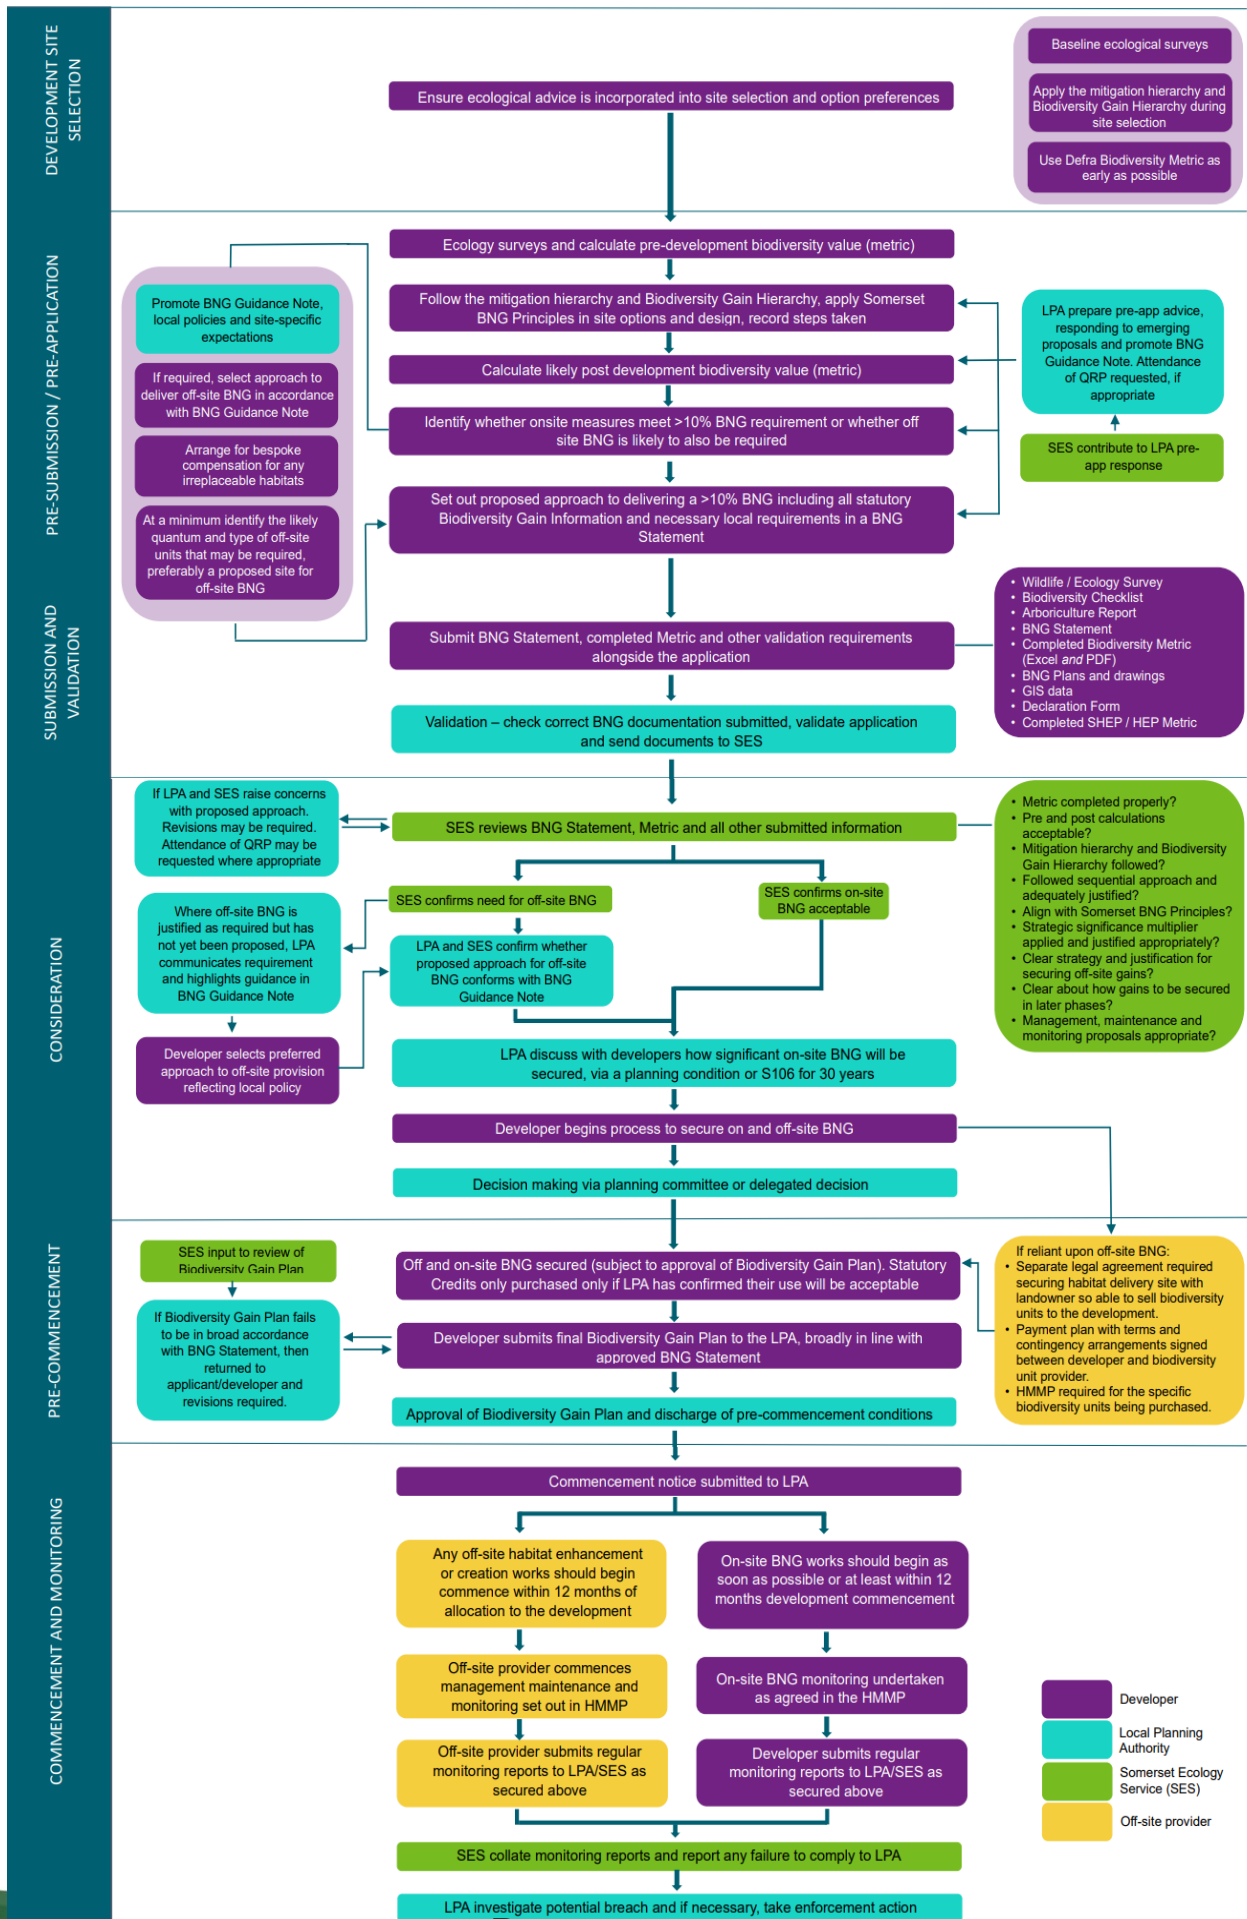 DEVELOPMENT SITE
SELECTION
Ensure ecological advice is incorporated into site selection and option preferences
Baseline ecological surveys
Apply the mitigation hierarchy and
Biodiversity Gain Hierarchy during
site selection
Use Defra Biodiversity Metric as
early as possible
PRE-SUBMISSION / PRE-APPLICATION
Ecology surveys and calculate pre-development biodiversity value (metric)
Follow the mitigation hierarchy and Biodiversity Gain Hierarchy, apply Somerset
BNG Principles in site options and design, record steps taken
Calculate likely post development biodiversity value (metric)
Identify whether onsite measures meet >10% BNG requirement or whether off
site BNG is likely to also be required
Set out proposed approach to delivering a >10% BNG including all statutory
Biodiversity Gain Information and necessary local requirements in a BNG
Statement
Promote BNG Guidance Note,
local policies and site-specific
expectations
If required, select approach to
deliver off-site BNG in accordance
with BNG Guidance Note
Arrange for bespoke
compensation for any
irreplaceable habitats
At a minimum identify the likely
quantum and type of off-site
units that may be required,
preferably a proposed site for
off-site BNG
LPA prepare pre-app advice,
responding to emerging
proposals and promote BNG
Guidance Note. Attendance
of QRP requested, if
appropriate
SES contribute to LPA pre-
app response
SUBMISSION AND
VALIDATION
Submit BNG Statement, completed Metric and other validation requirements
alongside the application
Validation – check correct BNG documentation submitted, validate application
and send documents to SES
• Wildlife / Ecology Survey
• Biodiversity Checklist
• Arboriculture Report
• BNG Statement
• Completed Biodiversity Metric
(Excel and PDF)
• BNG Plans and drawings
• GIS data
• Declaration Form
• Completed SHEP / HEP Metric
CONSIDERATION
If LPA and SES raise concerns
with proposed approach.
Revisions may be required.
Attendance of QRP may be
requested where appropriate
SES reviews BNG Statement, Metric and all other submitted information
SES confirms need for off-site BNG
SES confirms on-site
BNG acceptable
Where off-site BNG is
justified as required but has
not yet been proposed, LPA
communicates requirement
and highlights guidance in
BNG Guidance Note
LPA and SES confirm whether
proposed approach for off-site
BNG conforms with BNG
Guidance Note
Developer selects preferred
approach to off-site provision
reflecting local policy
LPA discuss with developers how significant on-site BNG will be
secured, via a planning condition or S106 for 30 years
Developer begins process to secure on and off-site BNG
Decision making via planning committee or delegated decision
• Metric completed properly?
• Pre and post calculations
acceptable?
• Mitigation hierarchy and Biodiversity
Gain Hierarchy followed?
• Followed sequential approach and
adequately justified?
• Align with Somerset BNG Principles?
• Strategic significance multiplier
applied and justified appropriately?
• Clear strategy and justification for
securing off-site gains?
• Clear about how gains to be secured
in later phases?
• Management, maintenance and
monitoring proposals appropriate?
PRE-COMMENCEMENT
SES input to review of
Biodiversity Gain Plan
If Biodiversity Gain Plan fails
to be in broad accordance
with BNG Statement, then
returned to
applicant/developer and
revisions required.
Off and on-site BNG secured (subject to approval of Biodiversity Gain Plan). Statutory
Credits only purchased only if LPA has confirmed their use will be acceptable
Developer submits final Biodiversity Gain Plan to the LPA, broadly in line with
approved BNG Statement
Approval of Biodiversity Gain Plan and discharge of pre-commencement conditions
If reliant upon off-site BNG:
• Separate legal agreement required
securing habitat delivery site with
landowner so able to sell biodiversity
units to the development.
• Payment plan with terms and
contingency arrangements signed
between developer and biodiversity
unit provider.
• HMMP required for the specific
biodiversity units being purchased.
COMMENCEMENT AND MONITORING
Commencement notice submitted to LPA
Any off-site habitat enhancement
or creation works should begin
commence within 12 months of
allocation to the development
On-site BNG works should begin as
soon as possible or at least within 12
months development commencement
Off-site provider commences
management maintenance and
monitoring set out in HMMP
On-site BNG monitoring undertaken
as agreed in the HMMP
Off-site provider submits regular
monitoring reports to LPA/SES as
secured above
Developer submits regular
monitoring reports to LPA/SES as
secured above
SES collate monitoring reports and report any failure to comply to LPA
LPA investigate potential breach and if necessary, take enforcement action
Developer
Local Planning
Authority
Somerset Ecology
Service (SES)
Off-site provider